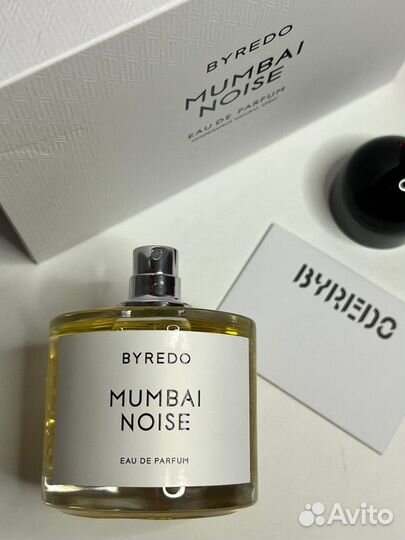 BYREDO
MUMBAI
NOISE
EAU DE PARFUM
BYREDO
BYREDO
MUMBAI
NOISE
EAU DE PARFUM
Avito